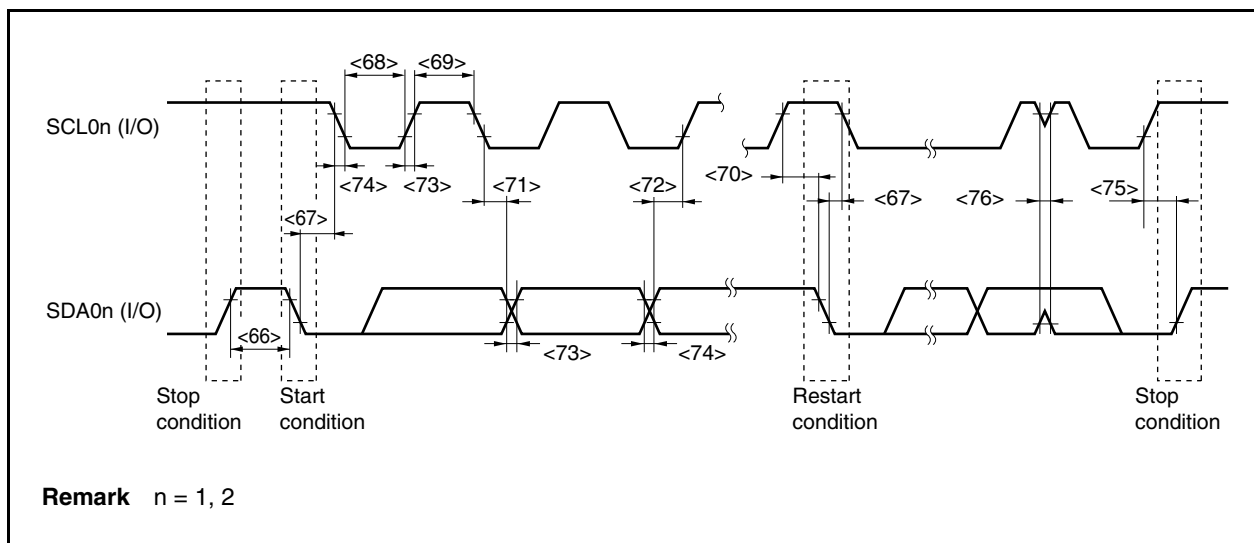 <68> <69>
SCL0n (I/O)
<74> <73> <71> <72> <70> <67> <76> <75>
<67>
SDA0n (I/O)
<66> <73> <74>
Stop condition
Start condition
Restart condition
Stop condition
Remark n = 1, 2